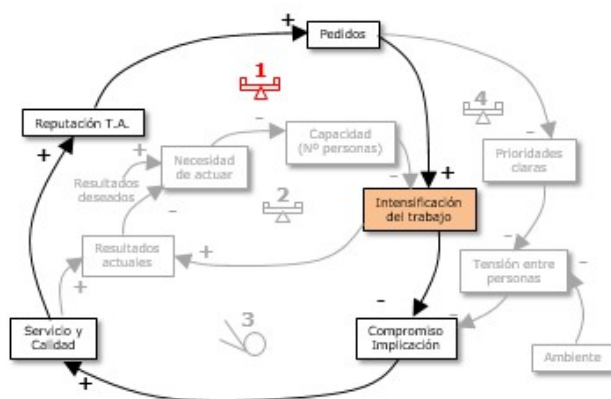 +
Pedidos
1
4
Reputación T.A.
+
-
Capacidad
(Nº personas)
-
Necesidad
de actuar
+
Resultados
deseados
-
Prioridades
claras
-
+
Intensificación
del trabajo
2
Resultados
actuales
+
-
Tensión entre
personas
-
+
3
-
Servicio y
Calidad
Compromiso
Implicación
-
Ambiente
+